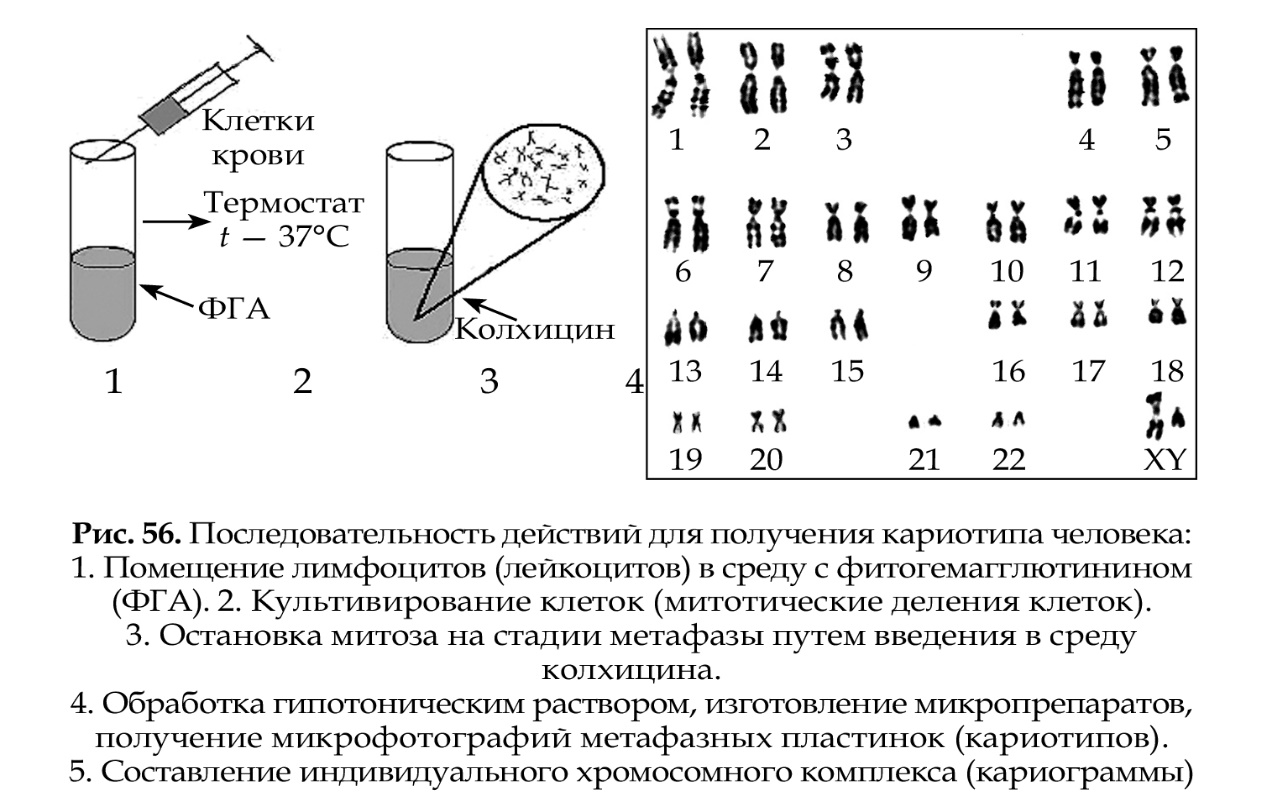 Клетки
крови
Термостат
t — 37°C
ФГА
Колхицин
1 2 3 4
1 2 3 4 5
6 7 8 9 10 11 12
13 14 15 16 17 18
19 20 21 22 XY
Рис. 56. Последовательность действий для получения кариотипа человека:
1. Помещение лимфоцитов (лейкоцитов) в среду с фитогемагглютинином
(ФГА). 2. Культивирование клеток (митотические деления клеток).
3. Остановка митоза на стадии метафазы путем введения в среду
колхицина.
4. Обработка гипотоническим раствором, изготовление микропрепаратов,
получение микрофотографий метафазных пластинок (кариотипов).
5. Составление индивидуального хромосомного комплекса (кариограммы)